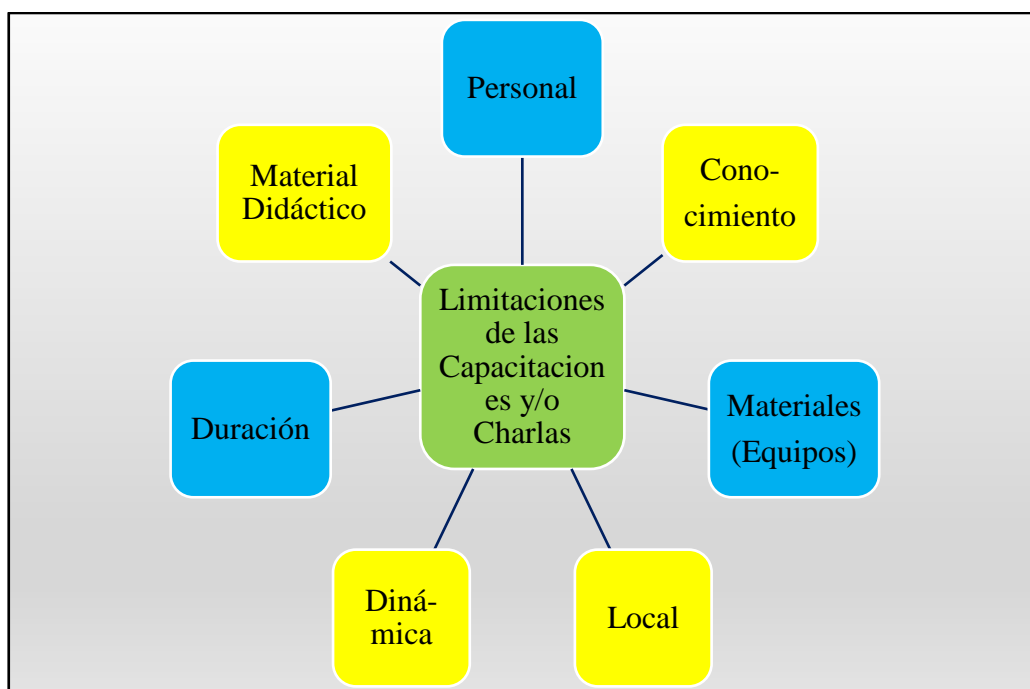 Personal
Material
Didáctico
Cono-
cimiento
Limitaciones
de las
Capacitacion
es y/o
Charlas
Duración
Materiales
(Equipos)
Diná-
mica
Local